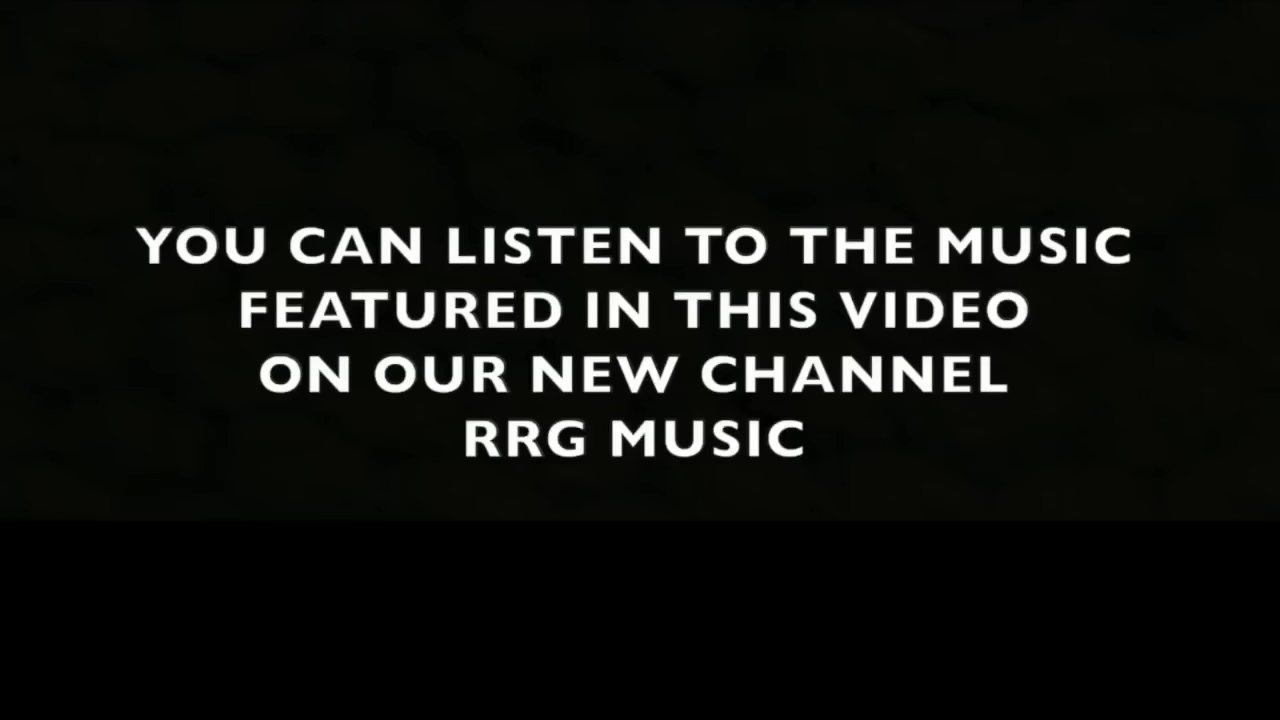 YOU CAN LISTEN TO THE MUSIC
FEATURED IN THIS VIDEO
ON OUR NEW CHANNEL
RRG MUSIC